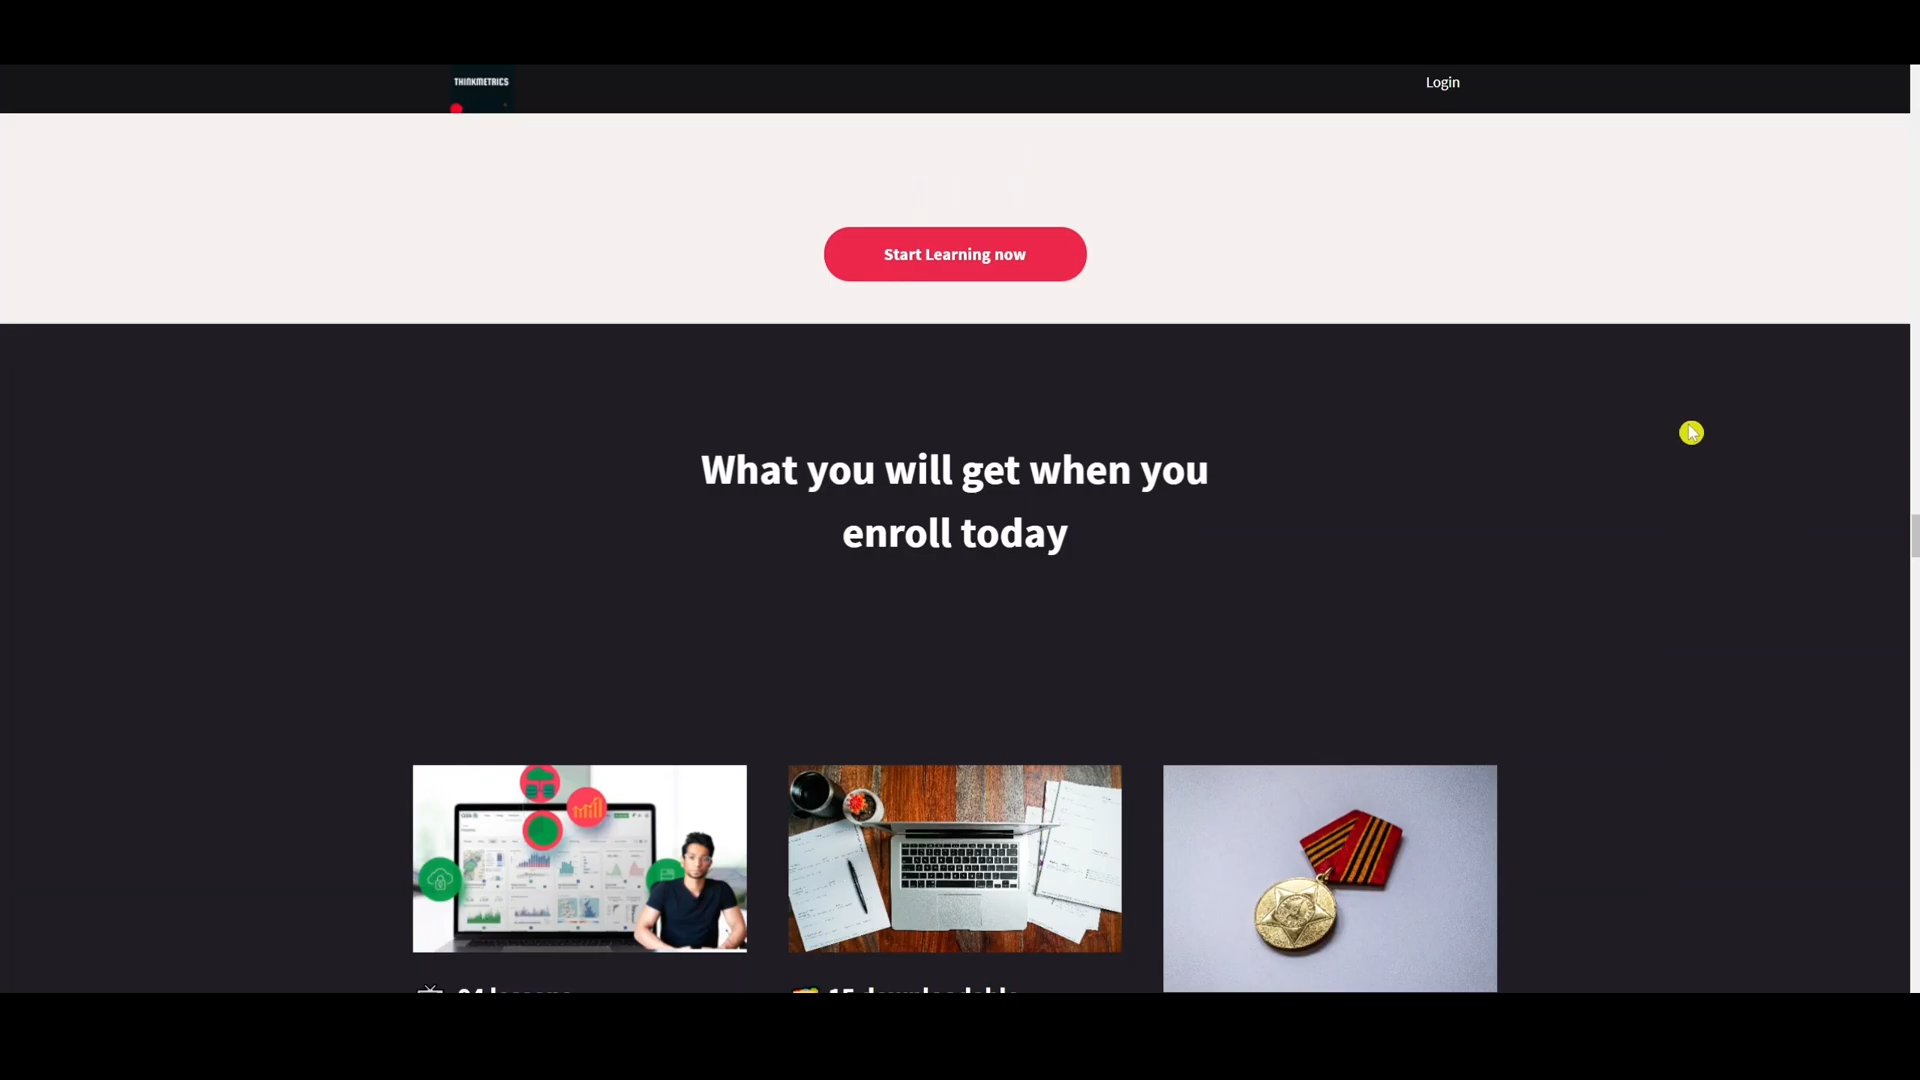 THINKMETRICS
Login
Start Learning now
What you will get when you
enroll today